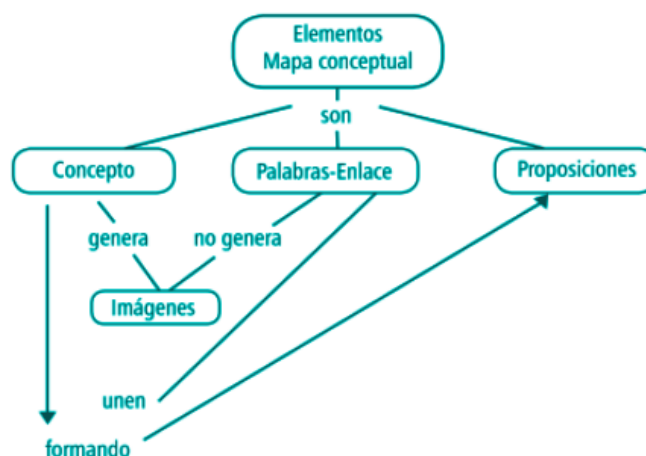 Elementos
Mapa conceptual
son
Concepto
Palabras-Enlace
Proposiciones
genera
no genera
Imágenes
unen
formando